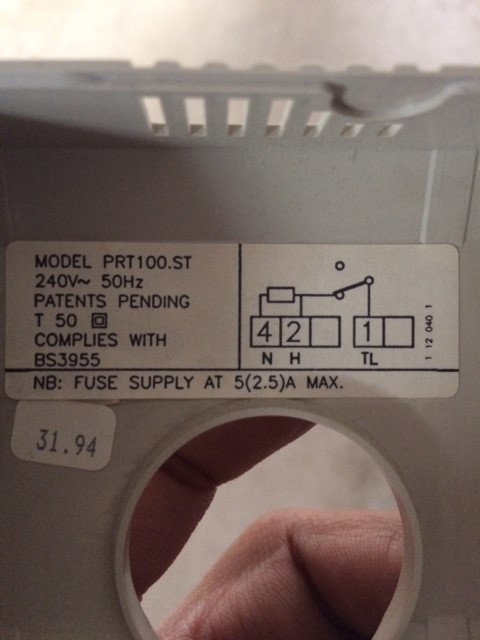 MODEL PRT100.ST
240V~ 50Hz
PATENTS PENDING
T 50
COMPLIES WITH
BS3955
4 2 1
N H TL
1 12 040 1
NB: FUSE SUPPLY AT 5(2.5)A MAX.
31.94